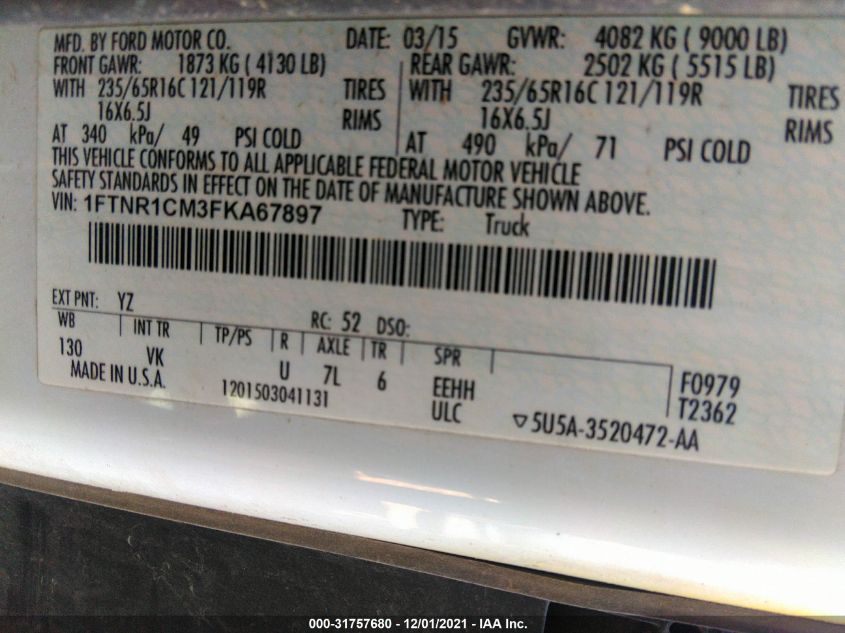 MFD. BY FORD MOTOR CO. DATE: 03/15 GVWR: 4082 KG ( 9000 LB)
FRONT GAWR: 1873 KG ( 4130 LB) REAR GAWR: 2502 KG ( 5515 LB)
WITH 235/65R16C 121/119R TIRES WITH 235/65R16C 121/119R TIRES
16X6.5J RIMS 16X6.5J RIMS
AT 340 kPa/ 49 PSI COLD AT 490 kPa/ 71 PSI COLD
THIS VEHICLE CONFORMS TO ALL APPLICABLE FEDERAL MOTOR VEHICLE
SAFETY STANDARDS IN EFFECT ON THE DATE OF MANUFACTURE SHOWN ABOVE.
VIN: 1FTNR1CM3FKA67897 TYPE: Truck
EXT PNT: YZ RC: 52 DSO:
WB INT TR TP/PS R AXLE TR SPR
130 VK U 7L 6 EEHH F0979
MADE IN U.S.A. 1201503041131 ULC T2362
▽5U5A-3520472-AA
000-31757680 - 12/01/2021 - IAA Inc.